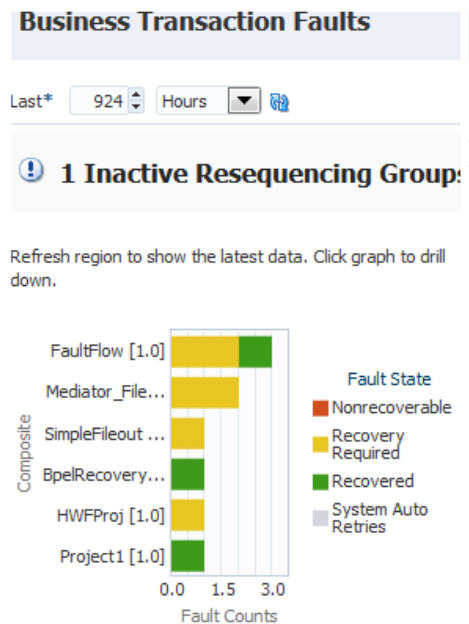 Business Transaction Faults
Last* 924 Hours
1 Inactive Resequencing Groups
Refresh region to show the latest data. Click graph to drill
down.
FaultFlow [1.0]
Mediator_File...
SimpleFileout ...
BpelRecovery...
HWFProj [1.0]
Project1 [1.0]
Composite
0.0 1.5 3.0
Fault Counts
Fault State
Nonrecoverable
Recovery
Required
Recovered
System Auto
Retries